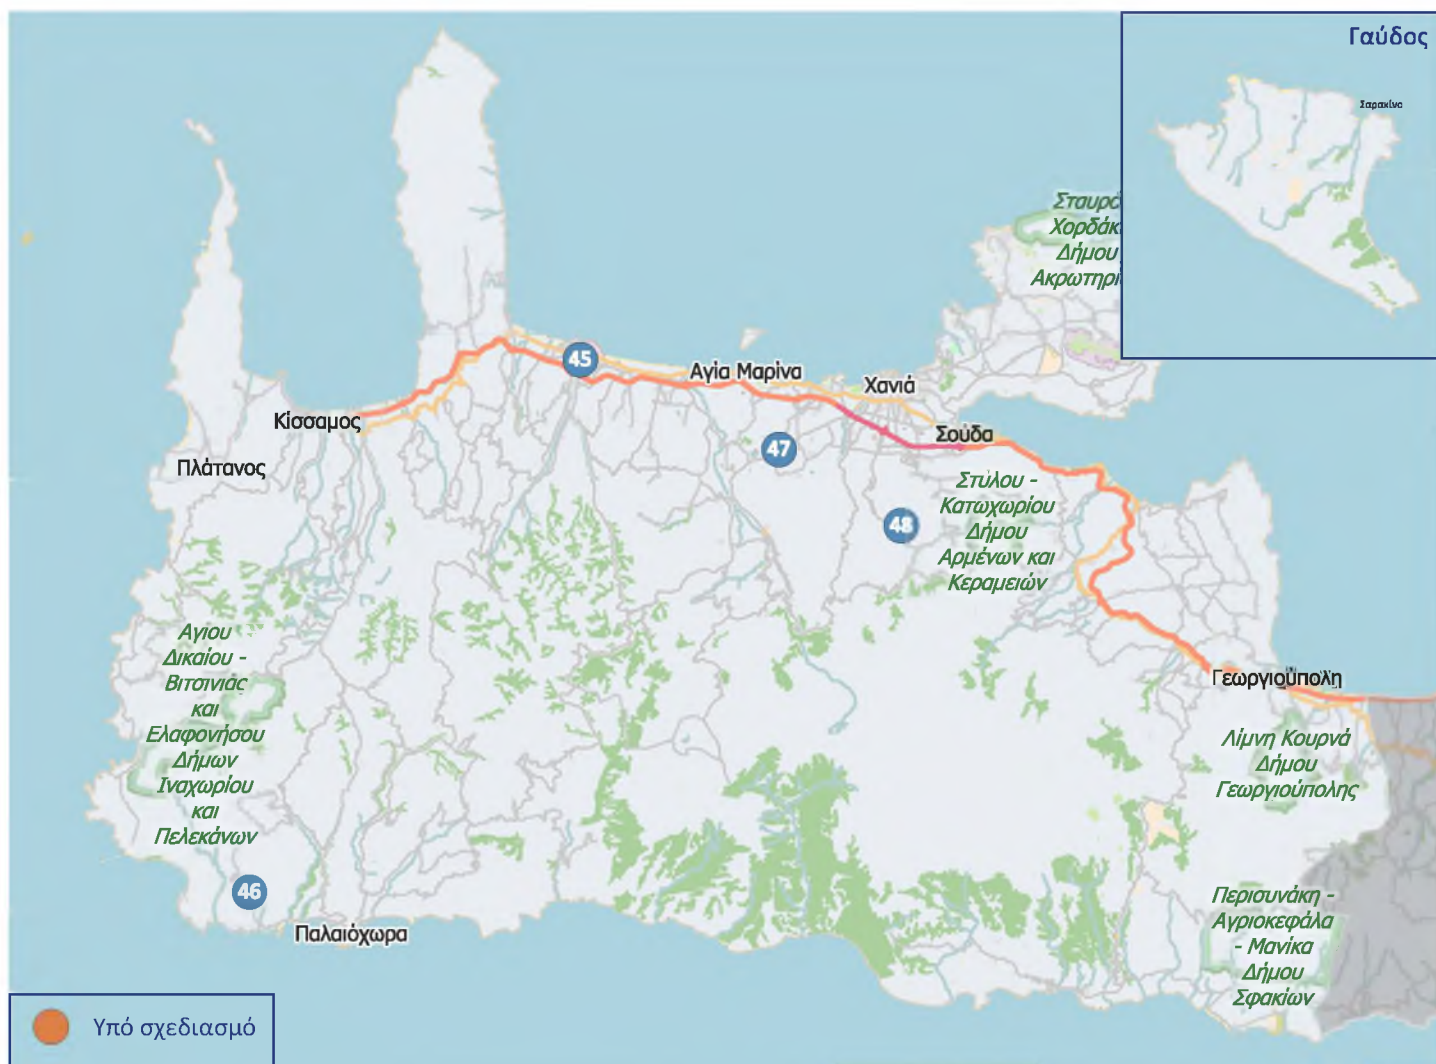 Γαύδος
Σαρακίνα
Σταυρό
Χορδάκ
Δήμου
Ακρωτηρί
45
Αγία Μαρίνα
Χανιά
Κίσσαμος
Σούδα
47
Πλάτανος
Στύλου -
Κατωχωρίου
Δήμου
Αρμένων και
Κεραμειών
48
Αγιου
Δικαίου -
Βιτσινιάς
και
Ελαφονήσου
Δήμων
Ιναχωρίου
και
Πελεκάνων
Γεωργιούπολη
Λίμνη Κουρνά
Δήμου
Γεωργιούπολης
46
Παλαιόχωρα
Περισυνάκη -
Αγριοκεφάλα
- Μανίκα
Δήμου
Σφακίων
Υπό σχεδιασμό